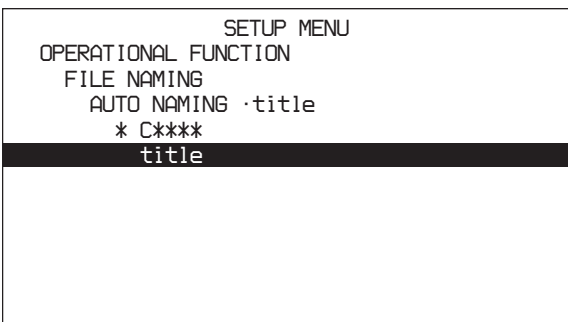 SETUP MENU
OPERATIONAL FUNCTION
FILE NAMING
AUTO NAMING ·title
* C****
title